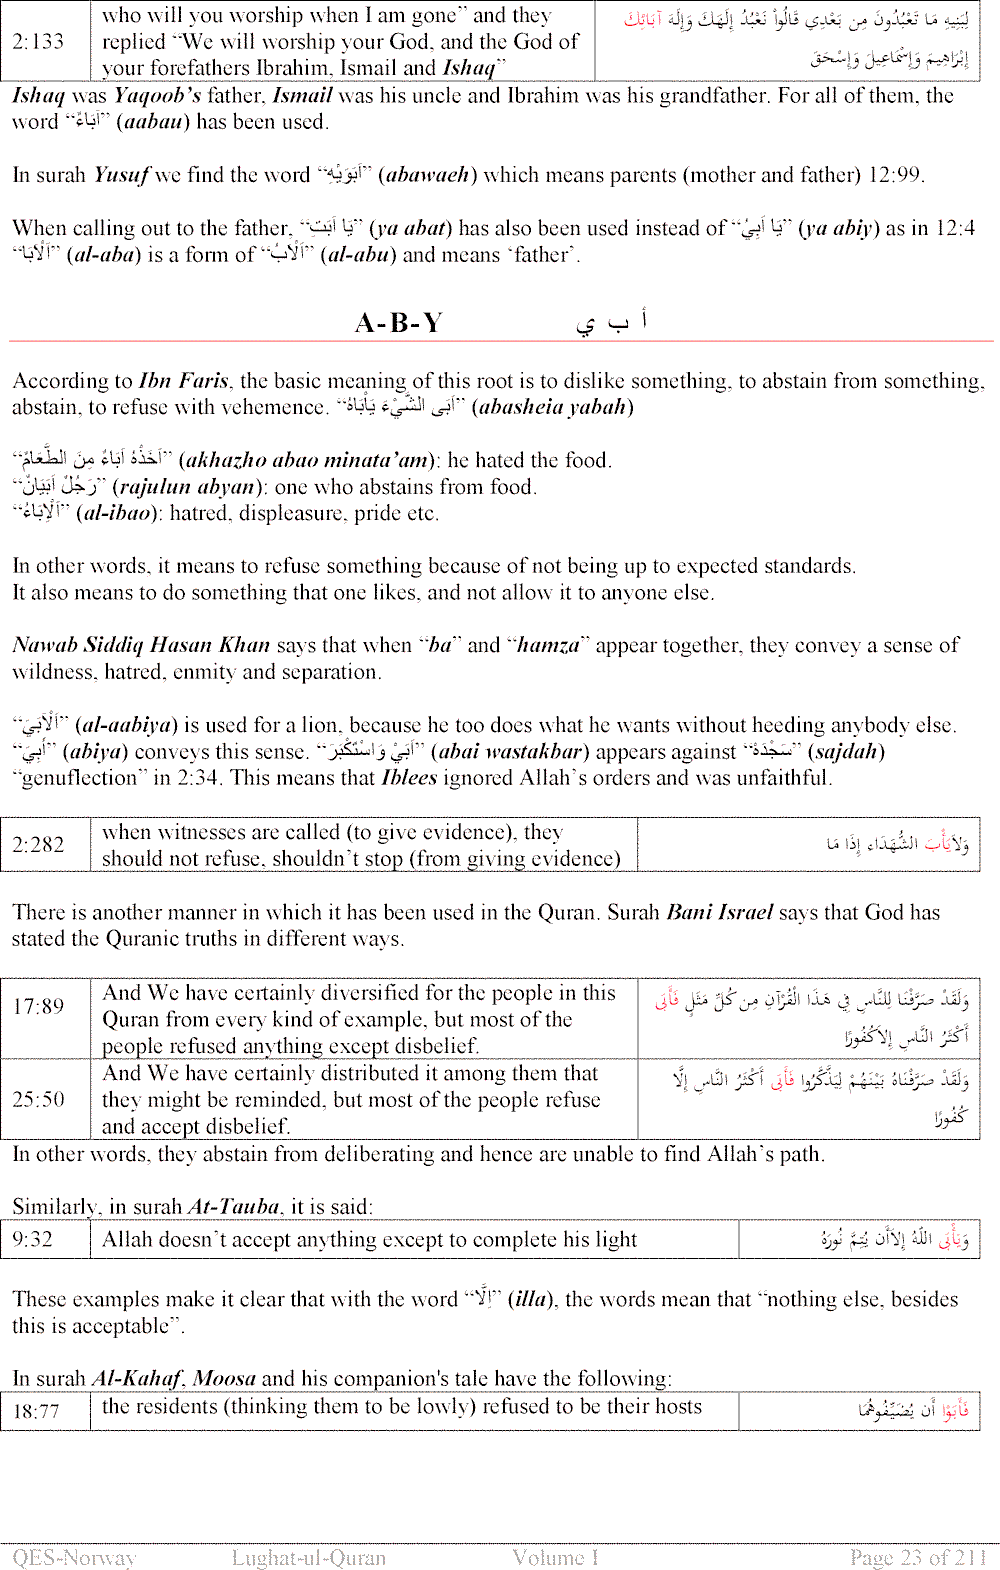 who will you worship when I am gone” and they
2:133 replied “We will worship your God, and the God of
your forefathers Ibrahim, Ismail and Ishaq”
لِبَنِيهِ مَا تَعْبُدُونَ مِن بَعْدِي قَالُواْ نَعْبُدُ إِلَهَكَ وَإِلَهَ آبَائِكَ
إِبْرَاهِيمَ وَإِسْمَاعِيلَ وَإِسْحَقَ
Ishaq was Yaqoob’s father, Ismail was his uncle and Ibrahim was his grandfather. For all of them, the
word “آبَاءٌ” (aabau) has been used.
In surah Yusuf we find the word “اَبَوَيْهِ” (abawaeh) which means parents (mother and father) 12:99.
When calling out to the father, “يَا اَبَتِ” (ya abat) has also been used instead of “يَا اَبِيْ” (ya abiy) as in 12:4
“اَلْاَبَا” (al-aba) is a form of “اَلْاَبُ” (al-abu) and means ‘father’.
A-B-Y أ ب ي
According to Ibn Faris, the basic meaning of this root is to dislike something, to abstain from something,
abstain, to refuse with vehemence. “اَبَى الشَّيْءَ يَأْبَاهُ” (abasheia yabah)
“اَخَذْهُ اَبَاءٌ مِنَ الطَّعَامٌ” (akhazho abao minata’am): he hated the food.
“رَجُلٌ اَبَيَانٌ” (rajulun abyan): one who abstains from food.
“اَلْاِبَاءُ” (al-ibao): hatred, displeasure, pride etc.
In other words, it means to refuse something because of not being up to expected standards.
It also means to do something that one likes, and not allow it to anyone else.
Nawab Siddiq Hasan Khan says that when “ba” and “hamza” appear together, they convey a sense of
wildness, hatred, enmity and separation.
“اَلْآبَيَ” (al-aabiya) is used for a lion, because he too does what he wants without heeding anybody else.
“أَبِيَ” (abiya) conveys this sense. “اَبَيْ وَاسْتَكْبَرَ” (abai wastakbar) appears against “سَجْدَة” (sajdah)
“genuflection” in 2:34. This means that Iblees ignored Allah’s orders and was unfaithful.
2:282 when witnesses are called (to give evidence), they
should not refuse, shouldn’t stop (from giving evidence)
وَلاَ يَأْبَ الشُّهَدَاء إِذَا مَا
There is another manner in which it has been used in the Quran. Surah Bani Israel says that God has
stated the Quranic truths in different ways.
17:89 And We have certainly diversified for the people in this
Quran from every kind of example, but most of the
people refused anything except disbelief.
وَلَقَدْ صَرَّفْنَا لِلنَّاسِ فِي هَذَا الْقُرْآنِ مِن كُلِّ مَثَلٍ فَأَبَى
أَكْثَرُ النَّاسِ إِلاَّ كُفُورًا
25:50 And We have certainly distributed it among them that
they might be reminded, but most of the people refuse
and accept disbelief.
وَلَقَدْ صَرَّفْنَاهُ بَيْنَهُمْ لِيَذَّكَّرُوا فَأَبَى أَكْثَرُ النَّاسِ إِلَّا
كُفُورًا
In other words, they abstain from deliberating and hence are unable to find Allah’s path.
Similarly, in surah At-Tauba, it is said:
9:32 Allah doesn’t accept anything except to complete his light وَيَأْبَى اللّهُ إِلاَّ أَن يُتِمَّ نُورَهُ
These examples make it clear that with the word “اِلَّا” (illa), the words mean that “nothing else, besides
this is acceptable”.
In surah Al-Kahaf, Moosa and his companion's tale have the following:
18:77 the residents (thinking them to be lowly) refused to be their hosts فَأَبَوْا أَن يُضَيِّفُوهُمَا
QES-Norway Lughat-ul-Quran Volume I Page 23 of 211